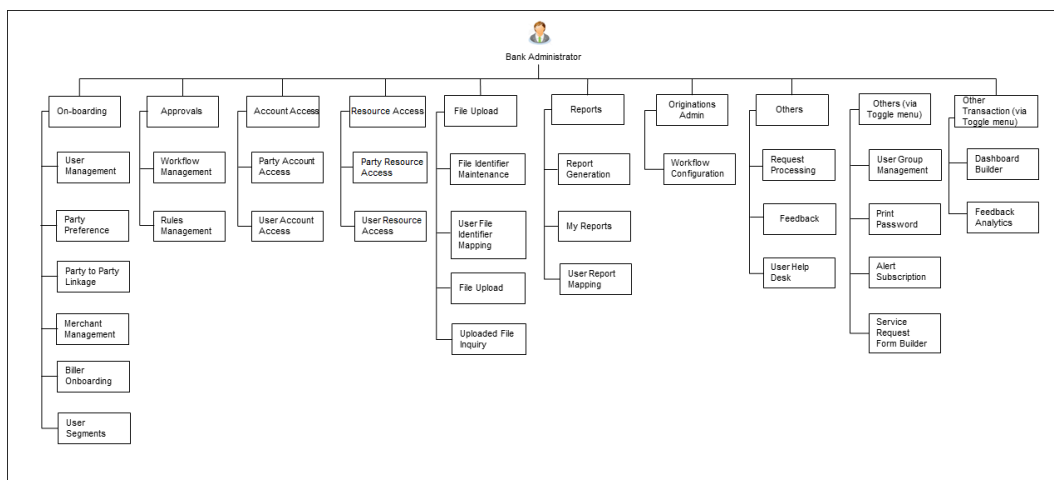 Bank Administrator
On-boarding
User
Management
Party
Preference
Party to Party
Linkage
Merchant
Management
Biller
Onboarding
User
Segments
Approvals
Workflow
Management
Rules
Management
Account Access
Party Account
Access
User Account
Access
Resource Access
Party Resource
Access
User Resource
Access
File Upload
File Identifier
Maintenance
User File
Identifier
Mapping
File Upload
Uploaded File
Inquiry
Reports
Report
Generation
My Reports
User Report
Mapping
Originations
Admin
Workflow
Configuration
Others
Request
Processing
Feedback
User Help
Desk
Others (via
Toggle menu)
User Group
Management
Print
Password
Alert
Subscription
Service
Request
Form Builder
Other
Transaction (via
Toggle menu)
Dashboard
Builder
Feedback
Analytics